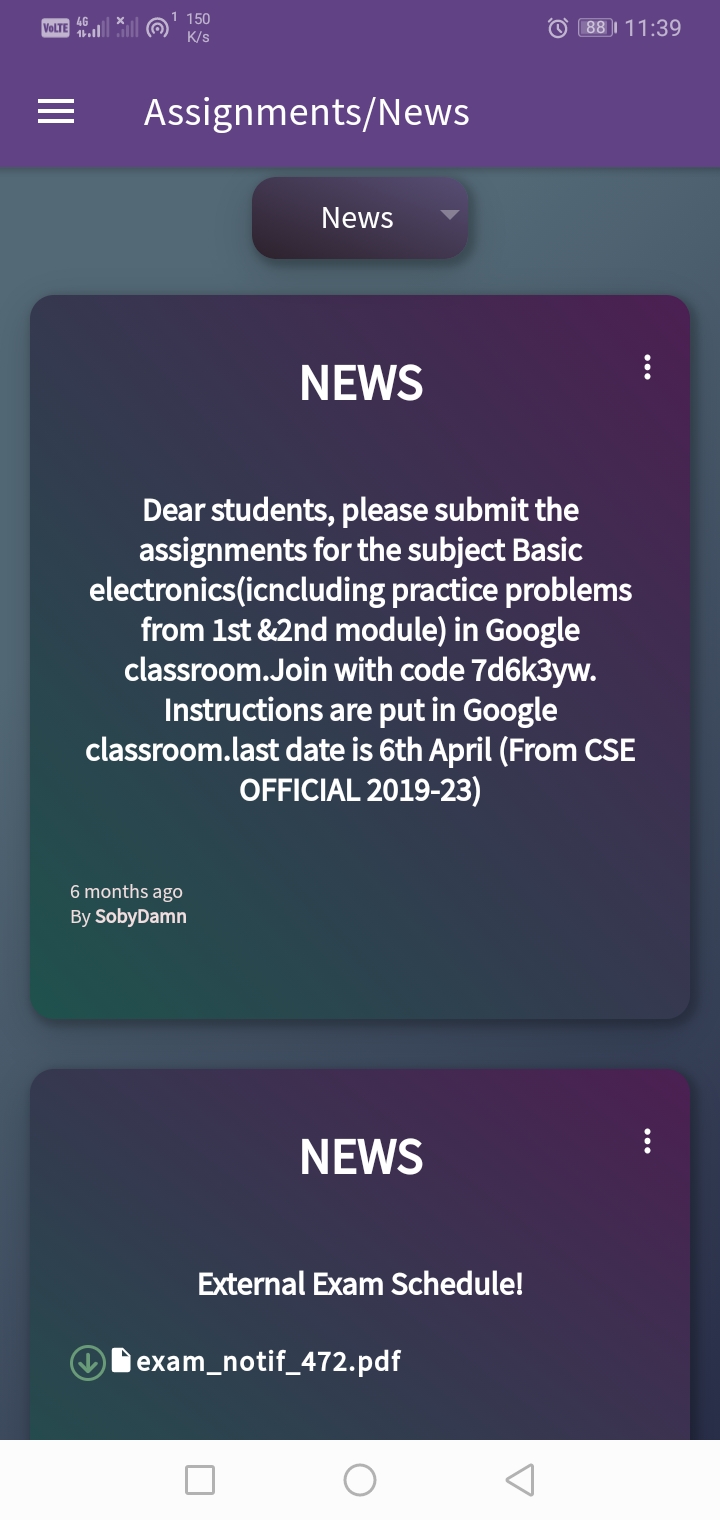 VoLTE 4G 1 150 K/s 88 11:39
Assignments/News
News
NEWS
Dear students, please submit the
assignments for the subject Basic
electronics(icncluding practice problems
from 1st &2nd module) in Google
classroom.Join with code 7d6k3yw.
Instructions are put in Google
classroom.last date is 6th April (From CSE
OFFICIAL 2019-23)
6 months ago
By SobyDamn
NEWS
External Exam Schedule!
exam_notif_472.pdf